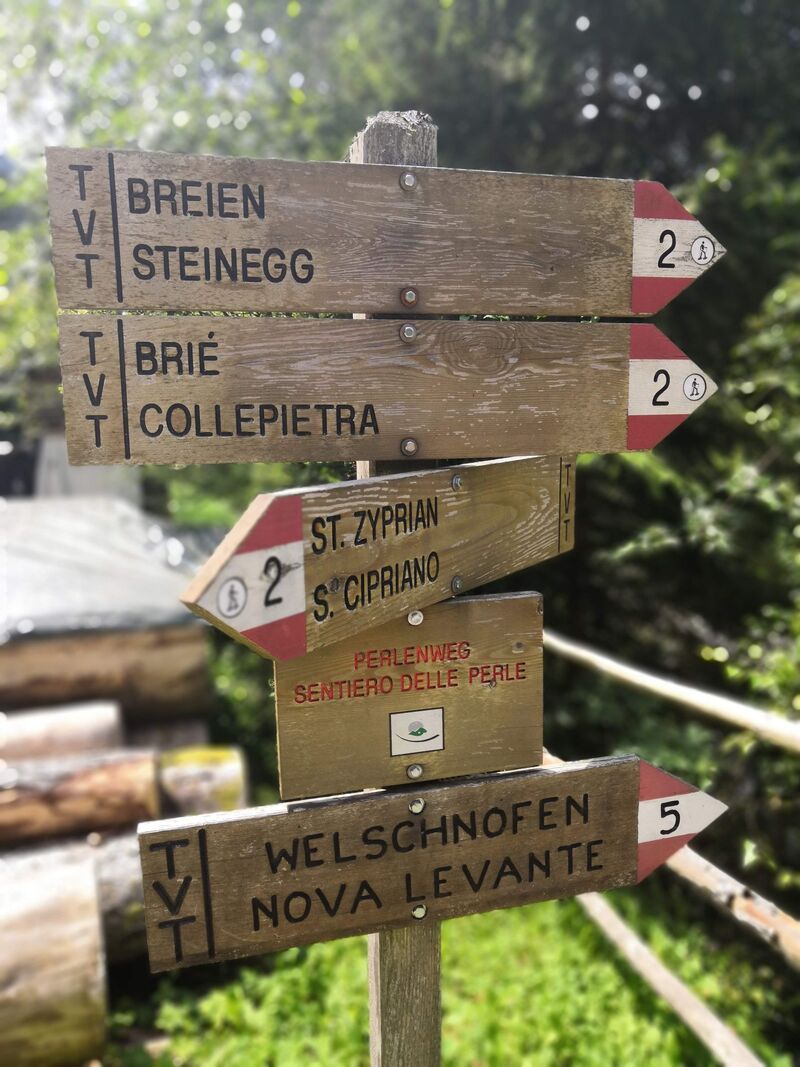 TVT
BREIEN
STEINEGG
2
TVT
BRIÉ
COLLEPIETRA
2
2
ST. ZYPRIAN
S. CIPRIANO
TVT
PERLENWEG
SENTIERO DELLE PERLE
TVT
WELSCHNOFEN
NOVA LEVANTE
5